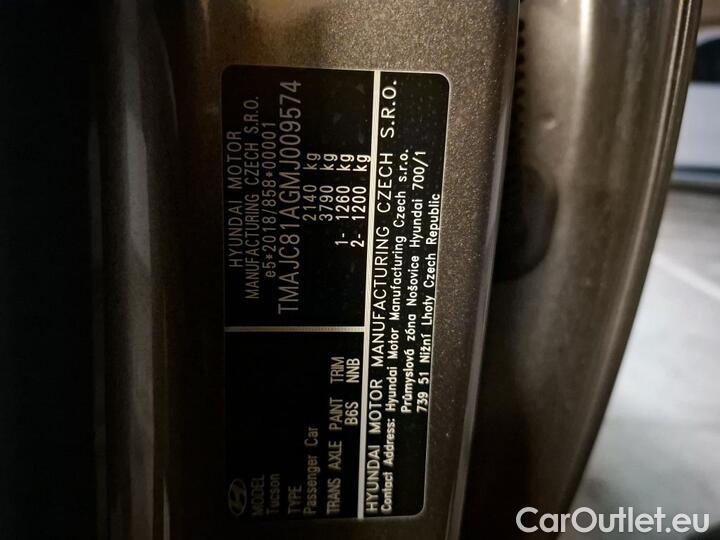 MODEL
Tucson
TYPE
Passenger Car
TRANS AXLE PAINT TRIM
B6S NNB
HYUNDAI MOTOR
MANUFACTURING CZECH S.R.O.
e5*2018/858*00001
TMAJC81AGMJ009574
2140 kg
3790 kg
1- 1260 kg
2- 1200 kg
HYUNDAI MOTOR MANUFACTURING CZECH S.R.O.
Contact Address: Hyundai Motor Manufacturing Czech s.r.o.
Průmyslová zóna Nošovice Hyundai 700/1
739 51 Nižní Lhoty Czech Republic
CarOutlet.eu